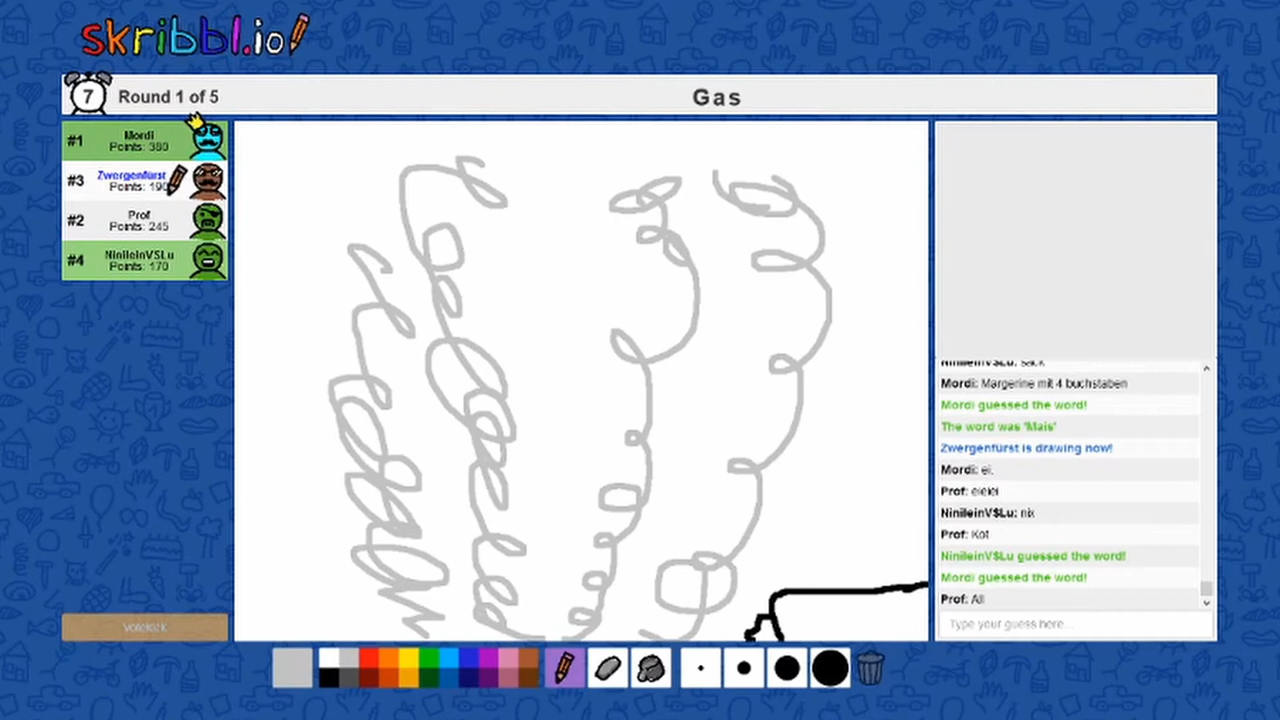 skribbl.io
7
Round 1 of 5
Gas
#1
Mordi
Points: 380
#3
Zwergenfürst
Points: 190
#2
Prof
Points: 245
#4
NinileinV$Lu
Points: 170
Votekick
NinileinV$Lu: sack
Mordi: Margerine mit 4 buchstaben
Mordi guessed the word!
The word was 'Mais'
Zwergenfürst is drawing now!
Mordi: ei.
Prof: eieiei
NinileinV$Lu: nix
Prof: Kot
NinileinV$Lu guessed the word!
Mordi guessed the word!
Prof: All
Type your guess here...